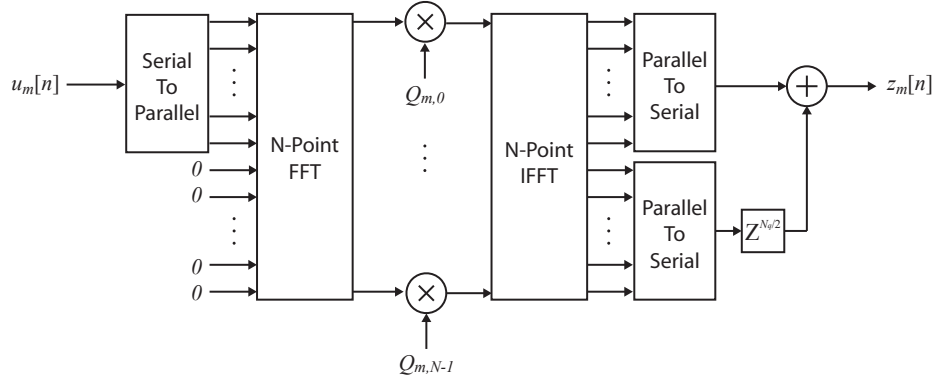 u_m[n]
Serial
To
Parallel
0
0
0
0
N-Point
FFT
×
Q_{m,0}
×
Q_{m,N-1}
N-Point
IFFT
Parallel
To
Serial
Parallel
To
Serial
Z^{N_q/2}
+
z_m[n]